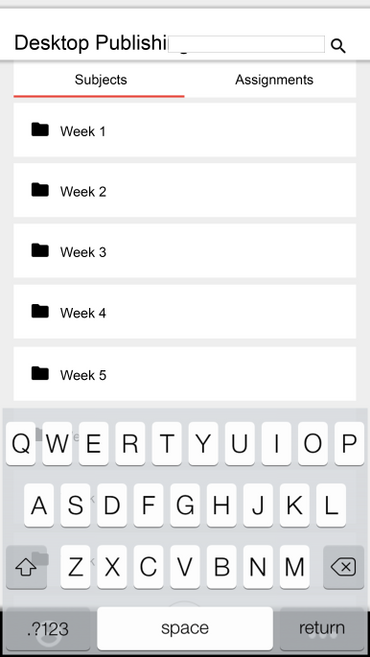 Desktop Publishi
Subjects
Assignments
Week 1
Week 2
Week 3
Week 4
Week 5
Q W E R T Y U I O P
A S D F G H J K L
Z X C V B N M
.?123
space
return